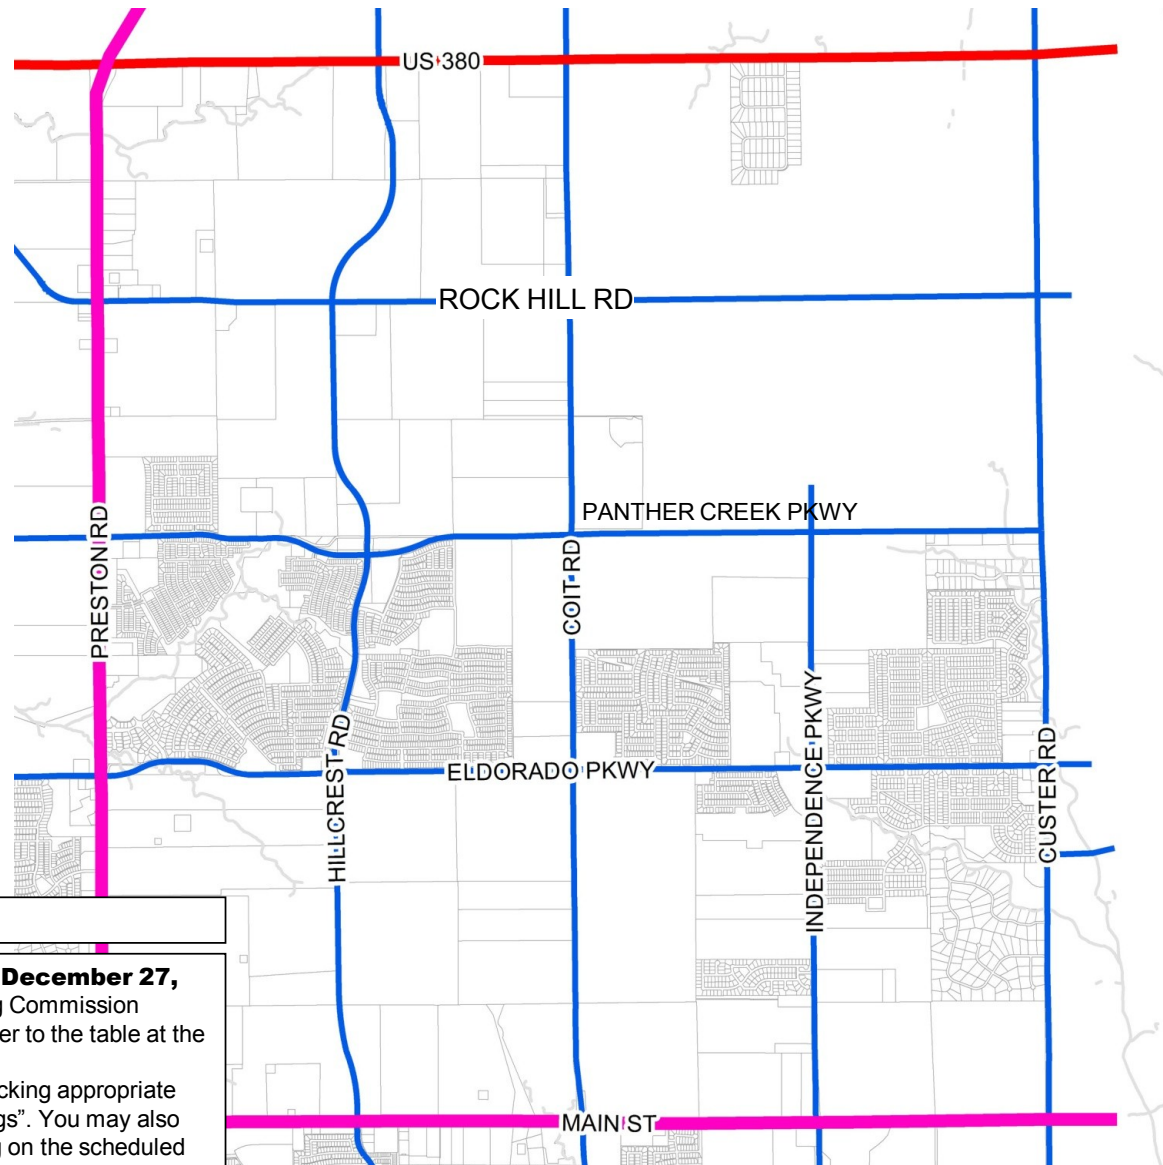 US 380
ROCK HILL RD
PANTHER CREEK PKWY
PRESTON RD
COIT RD
INDEPENDENCE PKWY
HILLCREST RD
ELDORADO PKWY
CUSTER RD
December 27,
g Commission
er to the table at the
cking appropriate
gs”. You may also
g on the scheduled
MAIN ST